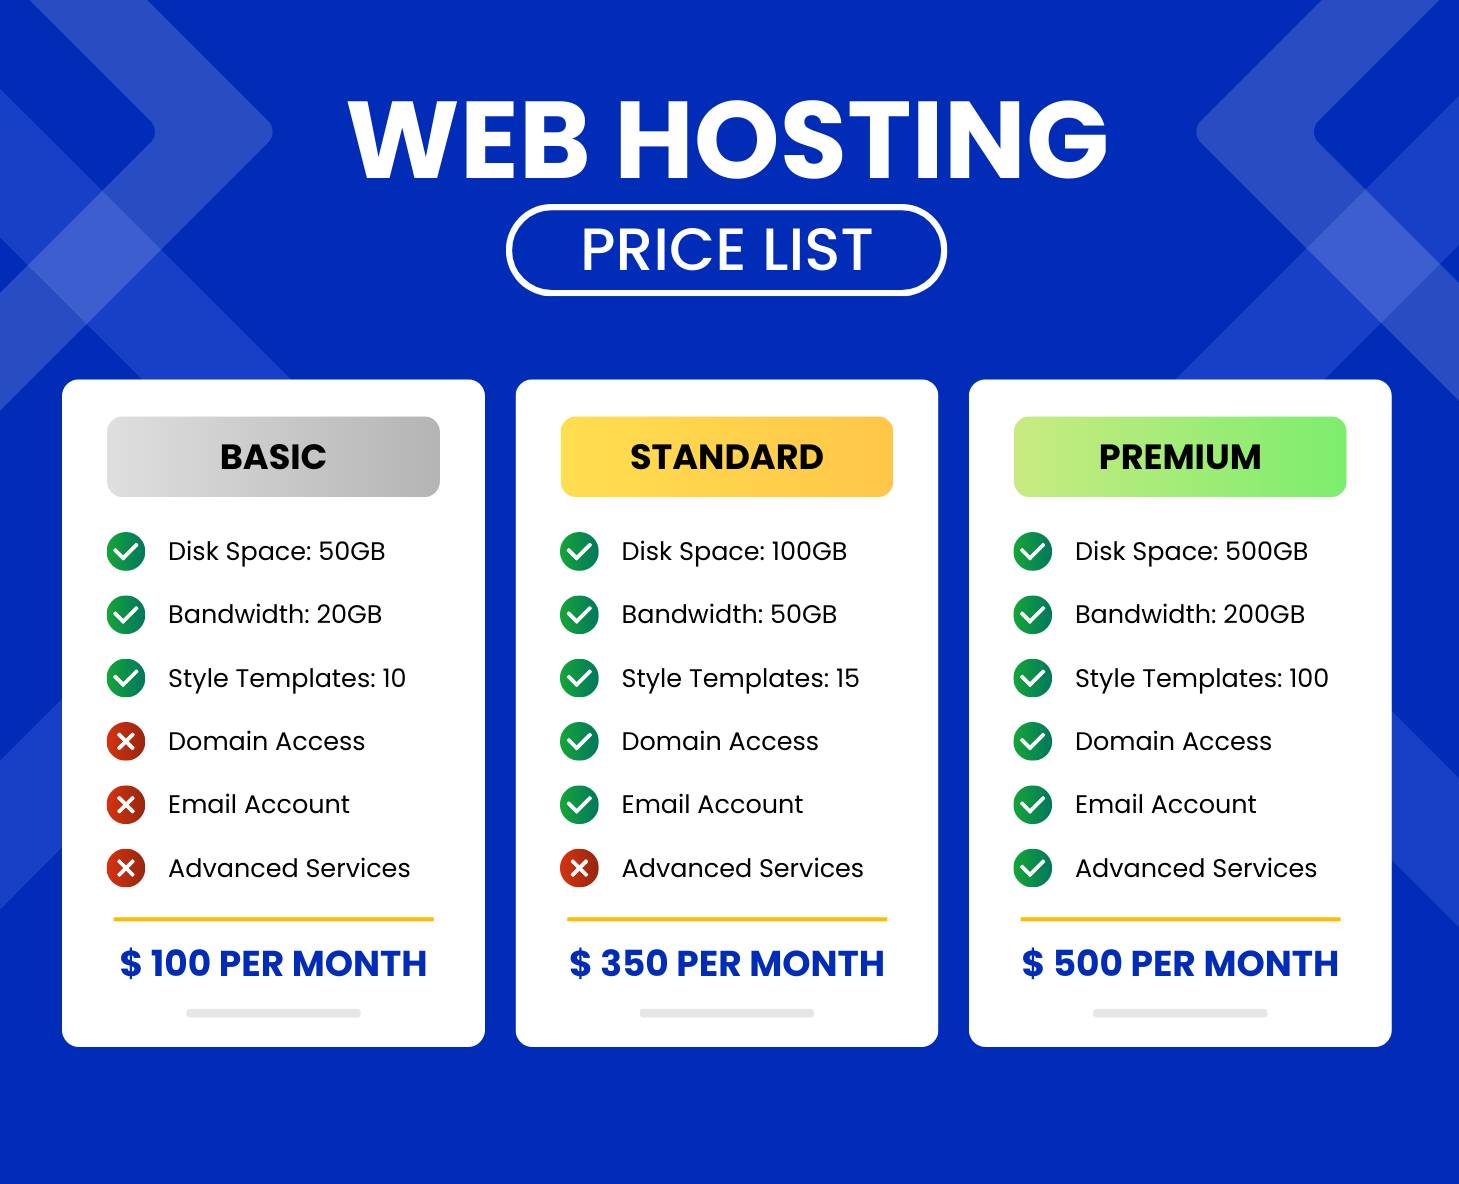 WEB HOSTING
PRICE LIST
BASIC
Disk Space: 50GB
Bandwidth: 20GB
Style Templates: 10
Domain Access
Email Account
Advanced Services
$ 100 PER MONTH
STANDARD
Disk Space: 100GB
Bandwidth: 50GB
Style Templates: 15
Domain Access
Email Account
Advanced Services
$ 350 PER MONTH
PREMIUM
Disk Space: 500GB
Bandwidth: 200GB
Style Templates: 100
Domain Access
Email Account
Advanced Services
$ 500 PER MONTH